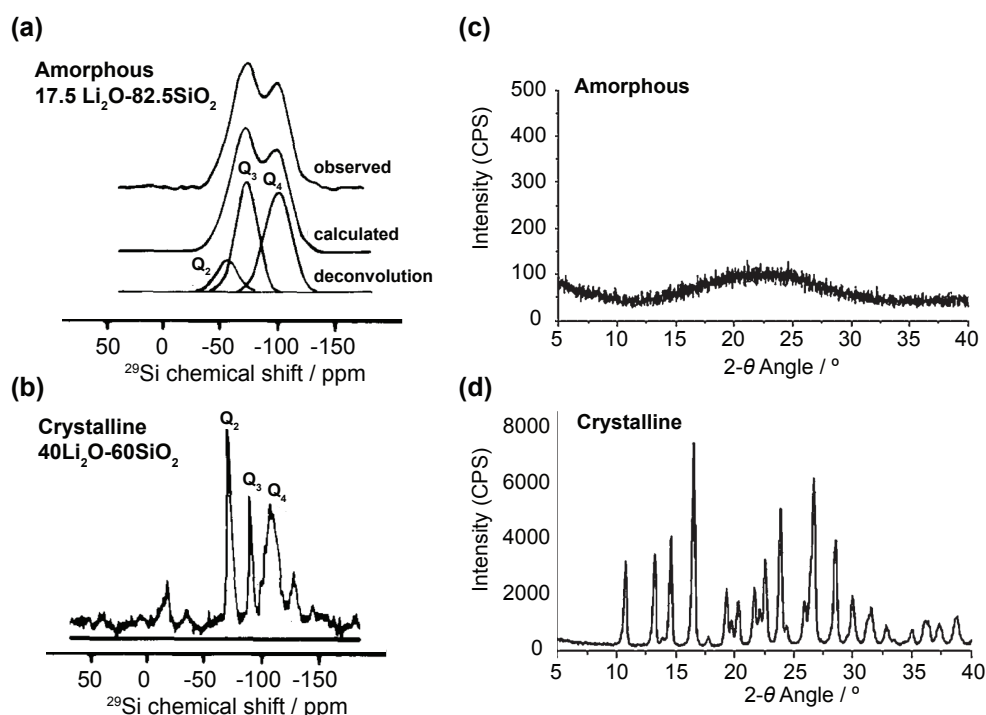 (a)
Amorphous
17.5 Li₂O-82.5SiO₂
observed
Q₃ Q₄
calculated
Q₂
deconvolution
50 0 -50 -100 -150
²⁹Si chemical shift / ppm
(b)
Crystalline
40Li₂O-60SiO₂
Q₂
Q₃ Q₄
50 0 -50 -100 -150
²⁹Si chemical shift / ppm
(c)
Amorphous
Intensity (CPS)
500
400
300
200
100
0
5 10 15 20 25 30 35 40
2-θ Angle / º
(d)
Crystalline
Intensity (CPS)
8000
6000
4000
2000
0
5 10 15 20 25 30 35 40
2-θ Angle / º